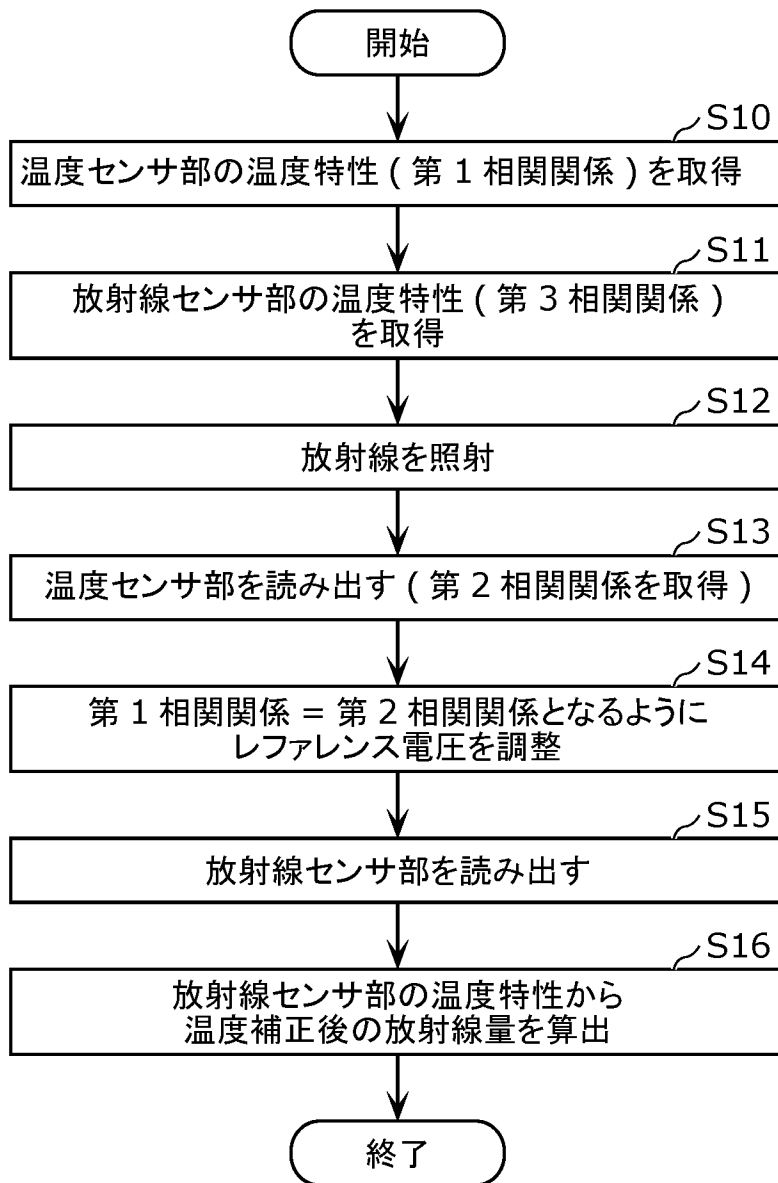 開始
S10
温度センサ部の温度特性 ( 第 1 相関関係 ) を取得
S11
放射線センサ部の温度特性 ( 第 3 相関関係 )
を取得
S12
放射線を照射
S13
温度センサ部を読み出す ( 第 2 相関関係を取得 )
S14
第 1 相関関係 = 第 2 相関関係となるように
レファレンス電圧を調整
S15
放射線センサ部を読み出す
S16
放射線センサ部の温度特性から
温度補正後の放射線量を算出
終了